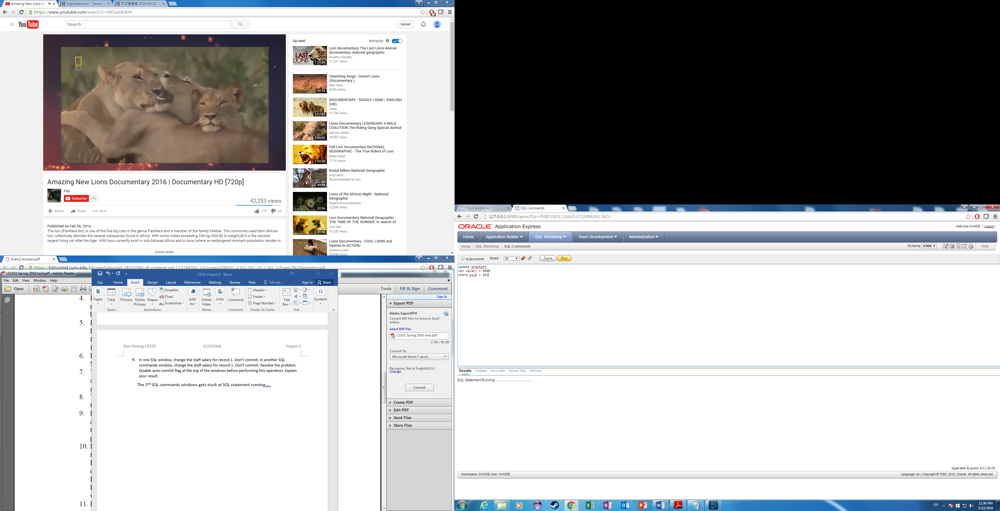 Amazing New Lions Do
Sugoideas.com - Taiwan
天才衝衝衝 2016-05-21 -
https://www.youtube.com/watch?v=XK5zavk0klA
YouTube
Search
Upload
HD
Up next
Autoplay
THE LAST LIONS
1:21:05
Lion documentary The Last Lions Animal
documentary national geographic
Khudhur Khudhu
11,371 views
42:15
Vanishing Kings - Desert Lions
(Documentary )
Miki Velja
8,345 views
1:17:31
DOCUMENTARY - DEADLY LIONS / ENGLISH
(HD)
Joker
31,759 views
2:05:25
Lions Documentary LEGENDARY 6 MALE
COALITION The Ruling Gang Special Animal
see you dream
29,957 views
1:30:30
Full Lion Documentary NATIONAL
GEOGRAPHIC - The True Rulers of Lion
Molly Hand
7,116 views
44:46
Brutal Killers National Geographic
only1aeon
Recommended for you
53:36
Lions of the African Night - National
Geographic
Superb Documentaries
12,056 views
41:55
Lion Documentary National Geographic -
THE TIME OF THE HUNGER: In search of
Lion Star
15,126 views
47:57
Lions Documentary - COOL LIONS and
Hyenas in ACTION -
eXtreme LioN
43,558 views
Amazing New Lions Documentary 2016 | Documentary HD [720p]
Fxn
Subscribe 370
42,253 views
Add to Share More
115 28
Published on Feb 26, 2016
The lion (Panthera leo) is one of the five big cats in the genus Panthera and a member of the family Felidae. The commonly used term African
lion collectively denotes the several subspecies found in Africa. With some males exceeding 250 kg (550 lb) in weight,[4] it is the second-
largest living cat after the tiger. Wild lions currently exist in sub-Saharan Africa and in Asia (where an endangered remnant population resides in
SHOW MORE
Exam2 answers.pdf
https://bbhosted.cuny.edu/bbcswebdav/pid-24325986-dt-content-rid-117794302_1/courses/QNS01_CSCI_331_32_1162_1/Exam2%20answers.pdf
CS331 Spring 2016 hw3.pdf - Adobe Reader
File Edit View Window Help
Open
Tools Fill & Sign Comment
4.
5.
6.
7.
8.
9.
10.
11.
CS331 Project 3 - Word
File Home Insert Design Layout References Mailings Review View Tell me... Sign in Share
Pages
Table
Pictures
Online Pictures
Shapes
SmartArt
Chart
Screenshot
Add-ins
Online Video
Links
Comment
Header
Footer
Page Number
Text Box
Symbols
Tables Illustrations Media Comments Header & Footer Text
Kun Huang CS331 5/23/2016 Project 3
9. In one SQL window, change the staff salary for record 1. Don't commit. In another SQL
commands window, change the staff salary for record 1. Don't commit. Resolve the problem.
Disable auto commit flag at the top of the windows before performing this operation. Explain
your result.
The 2nd SQL commands windows gets stuck at SQL statement running.....
Sign In
Export PDF
Adobe ExportPDF
Convert PDF files to Word or Excel
online.
Select PDF File:
CS331 Spring 2016 hw3.pdf
1 file / 91 KB
Convert To:
Microsoft Word (*.docx)
Recognize Text in English(U.S.)
Change
Convert
Create PDF
Edit PDF
Send Files
Store Files
SQL Commands
SQL Commands
127.0.0.1:8080/apex/f?p=4500:1003:1266353722896241::NO:::
ORACLE Application Express
Welcome KUNDB ( Logout )
Home Application Builder SQL Workshop Team Development Administration
Home SQL Workshop SQL Commands
Schema KUNDB
Help
Autocommit Rows 20 Save Run
update phastaff
set salary = 6000
where psid = 101
Results Explain Describe Saved SQL History
SQL Statement Running ..........................................
Application Express 4.0.2.00.09
Workspace: KUNDB User: KUNDB
Language: en | Copyright © 1999, 2010, Oracle. All rights reserved.
EN
11:56 PM
5/22/2016